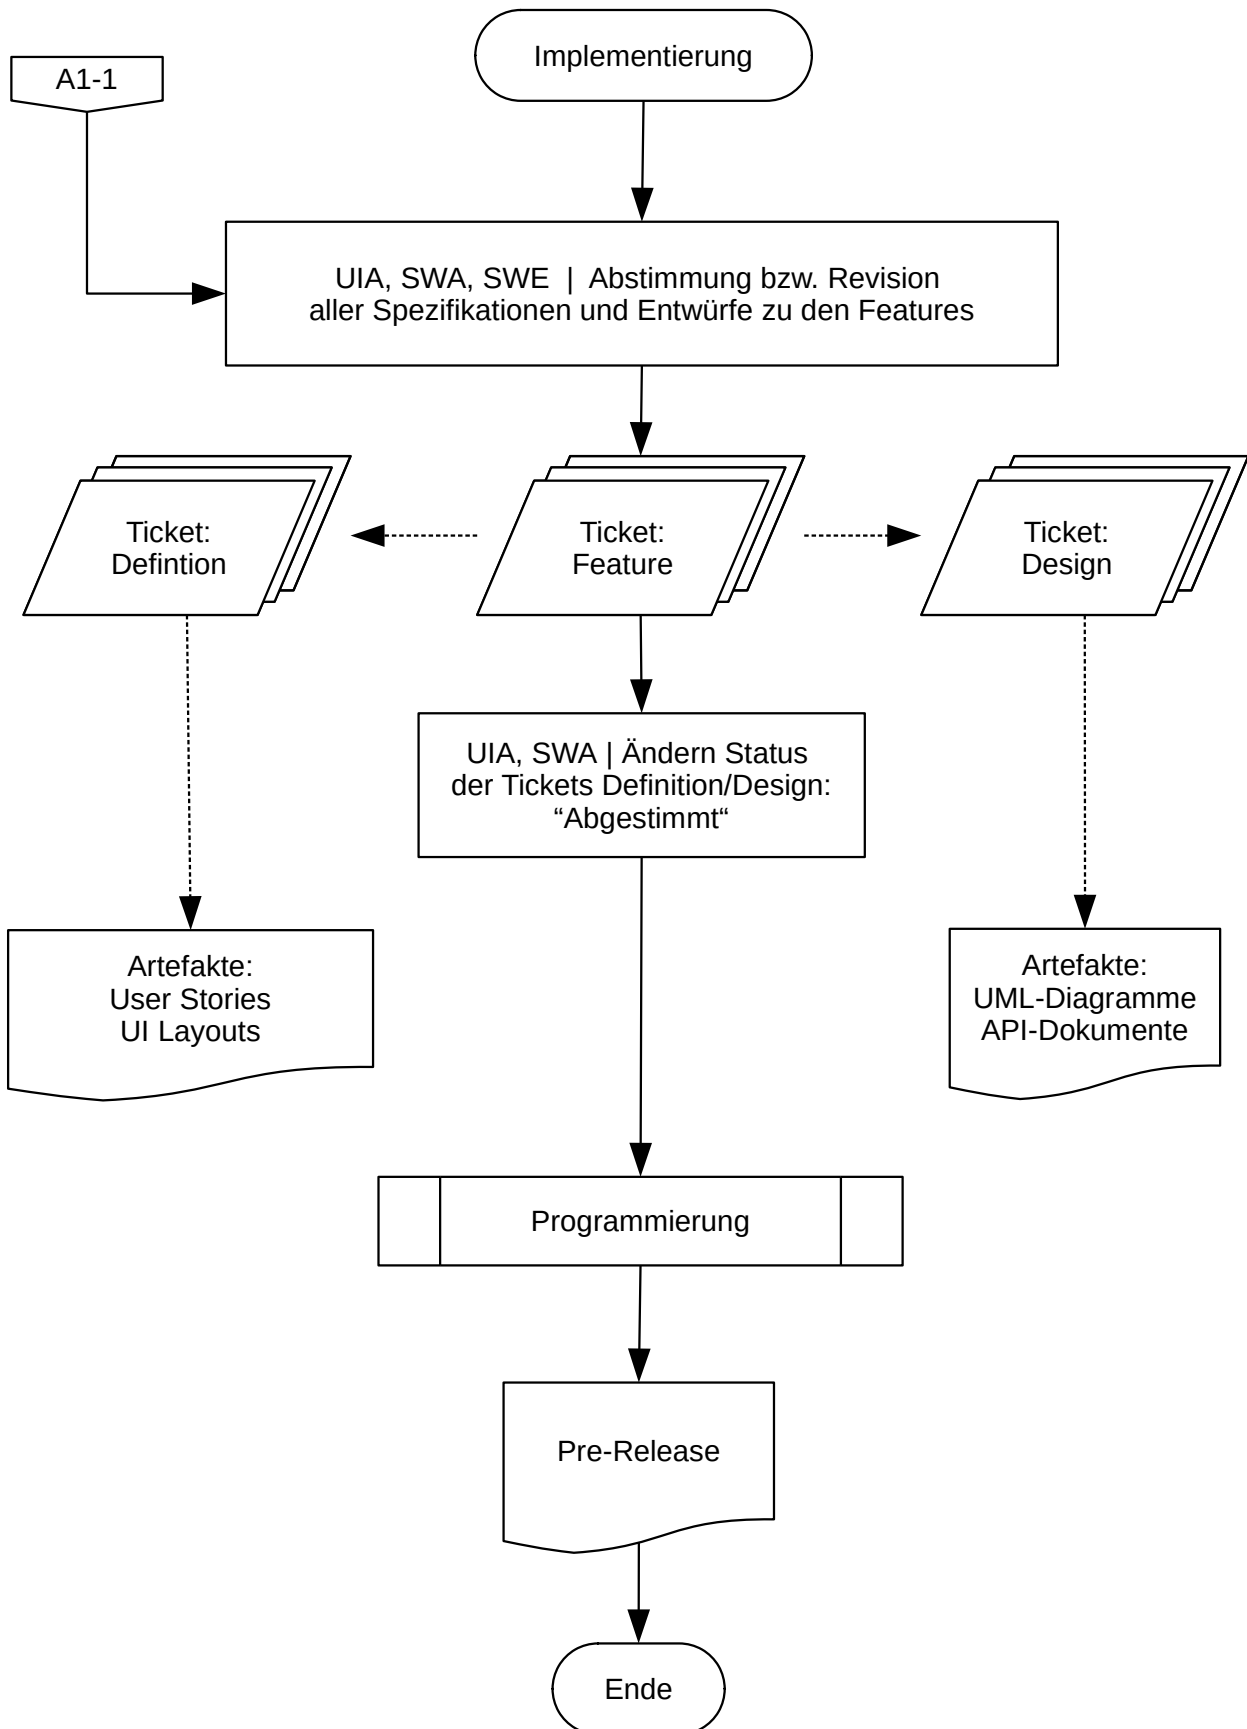 Implementierung
A1-1
UIA, SWA, SWE | Abstimmung bzw. Revision
aller Spezifikationen und Entwürfe zu den Features
Ticket:
Defintion
Ticket:
Feature
Ticket:
Design
UIA, SWA | Ändern Status
der Tickets Definition/Design:
“Abgestimmt“
Artefakte:
User Stories
UI Layouts
Artefakte:
UML-Diagramme
API-Dokumente
Programmierung
Pre-Release
Ende